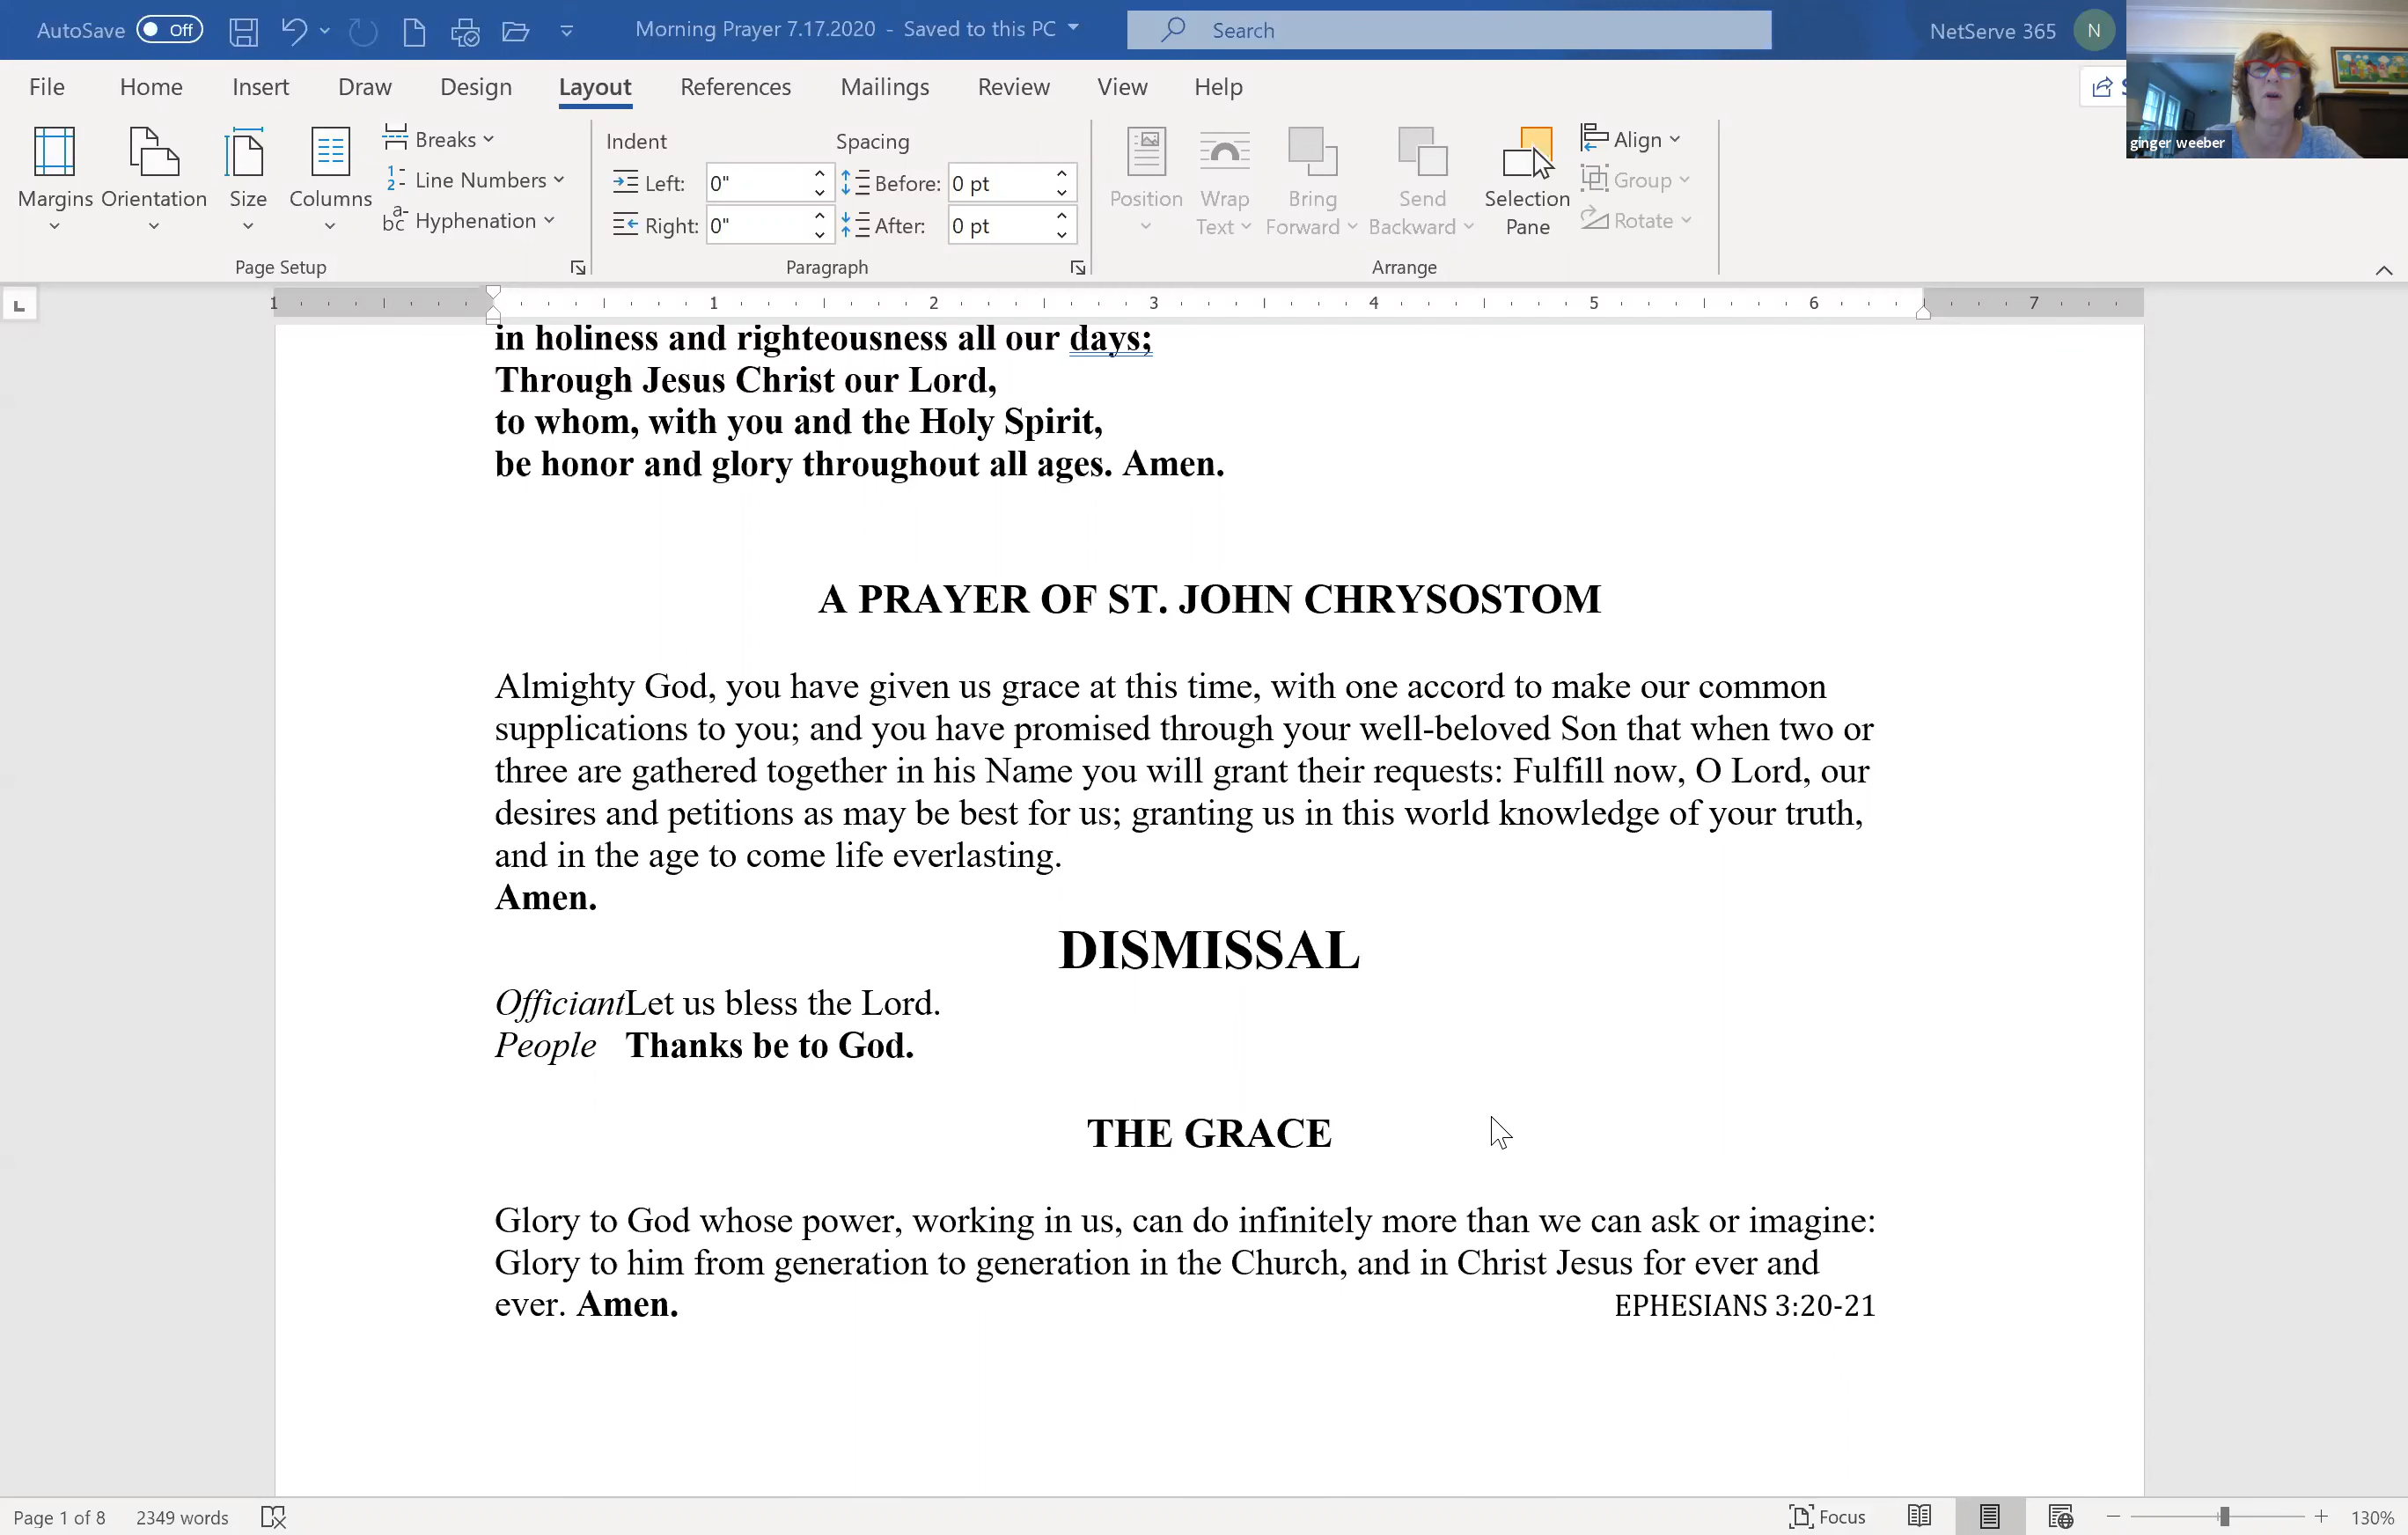 AutoSave Off Morning Prayer 7.17.2020 - Saved to this PC Search NetServe 365 N
File Home Insert Draw Design Layout References Mailings Review View Help
ginger weeber
Margins Orientation Size Columns
Breaks
Line Numbers
Hyphenation
Page Setup
Indent Spacing
Left: 0" Before: 0 pt
Right: 0" After: 0 pt
Paragraph
Position Wrap Text Bring Forward Send Backward Selection Pane
Align
Group
Rotate
Arrange
1 1 2 3 4 5 6 7
in holiness and righteousness all our days;
Through Jesus Christ our Lord,
to whom, with you and the Holy Spirit,
be honor and glory throughout all ages. Amen.
A PRAYER OF ST. JOHN CHRYSOSTOM
Almighty God, you have given us grace at this time, with one accord to make our common
supplications to you; and you have promised through your well-beloved Son that when two or
three are gathered together in his Name you will grant their requests: Fulfill now, O Lord, our
desires and petitions as may be best for us; granting us in this world knowledge of your truth,
and in the age to come life everlasting.
Amen.
DISMISSAL
Officiant Let us bless the Lord.
People Thanks be to God.
THE GRACE
Glory to God whose power, working in us, can do infinitely more than we can ask or imagine:
Glory to him from generation to generation in the Church, and in Christ Jesus for ever and
ever. Amen. EPHESIANS 3:20-21
Page 1 of 8 2349 words Focus 130%